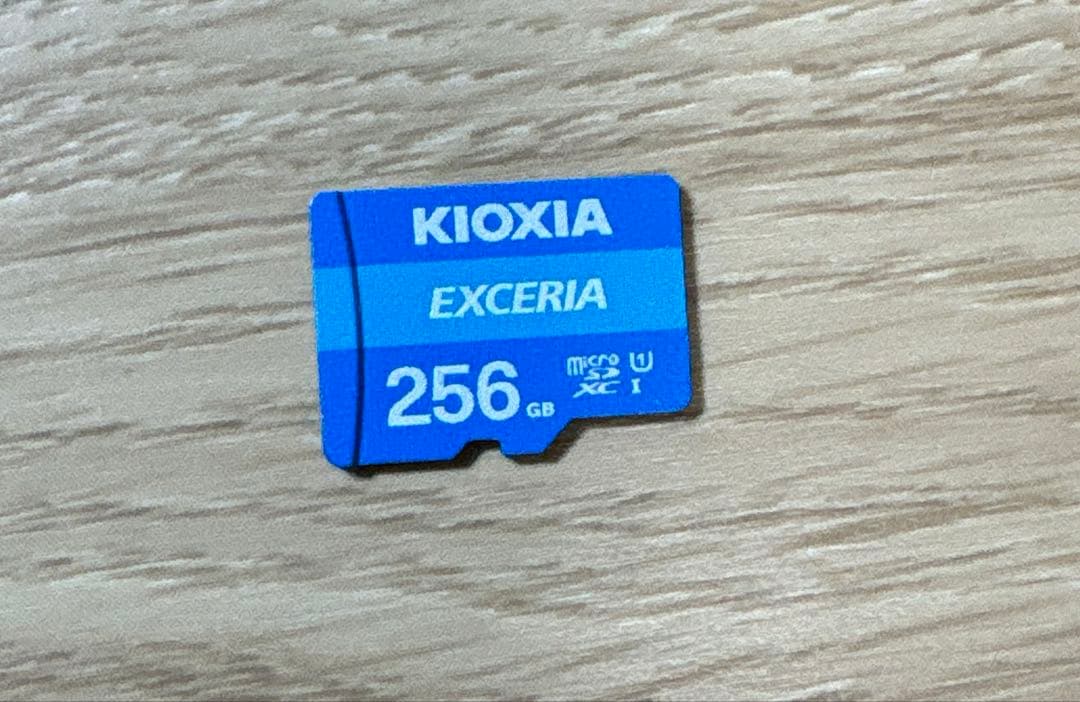 KIOXIA
EXCERIA
256 GB
micro SD XC I U1